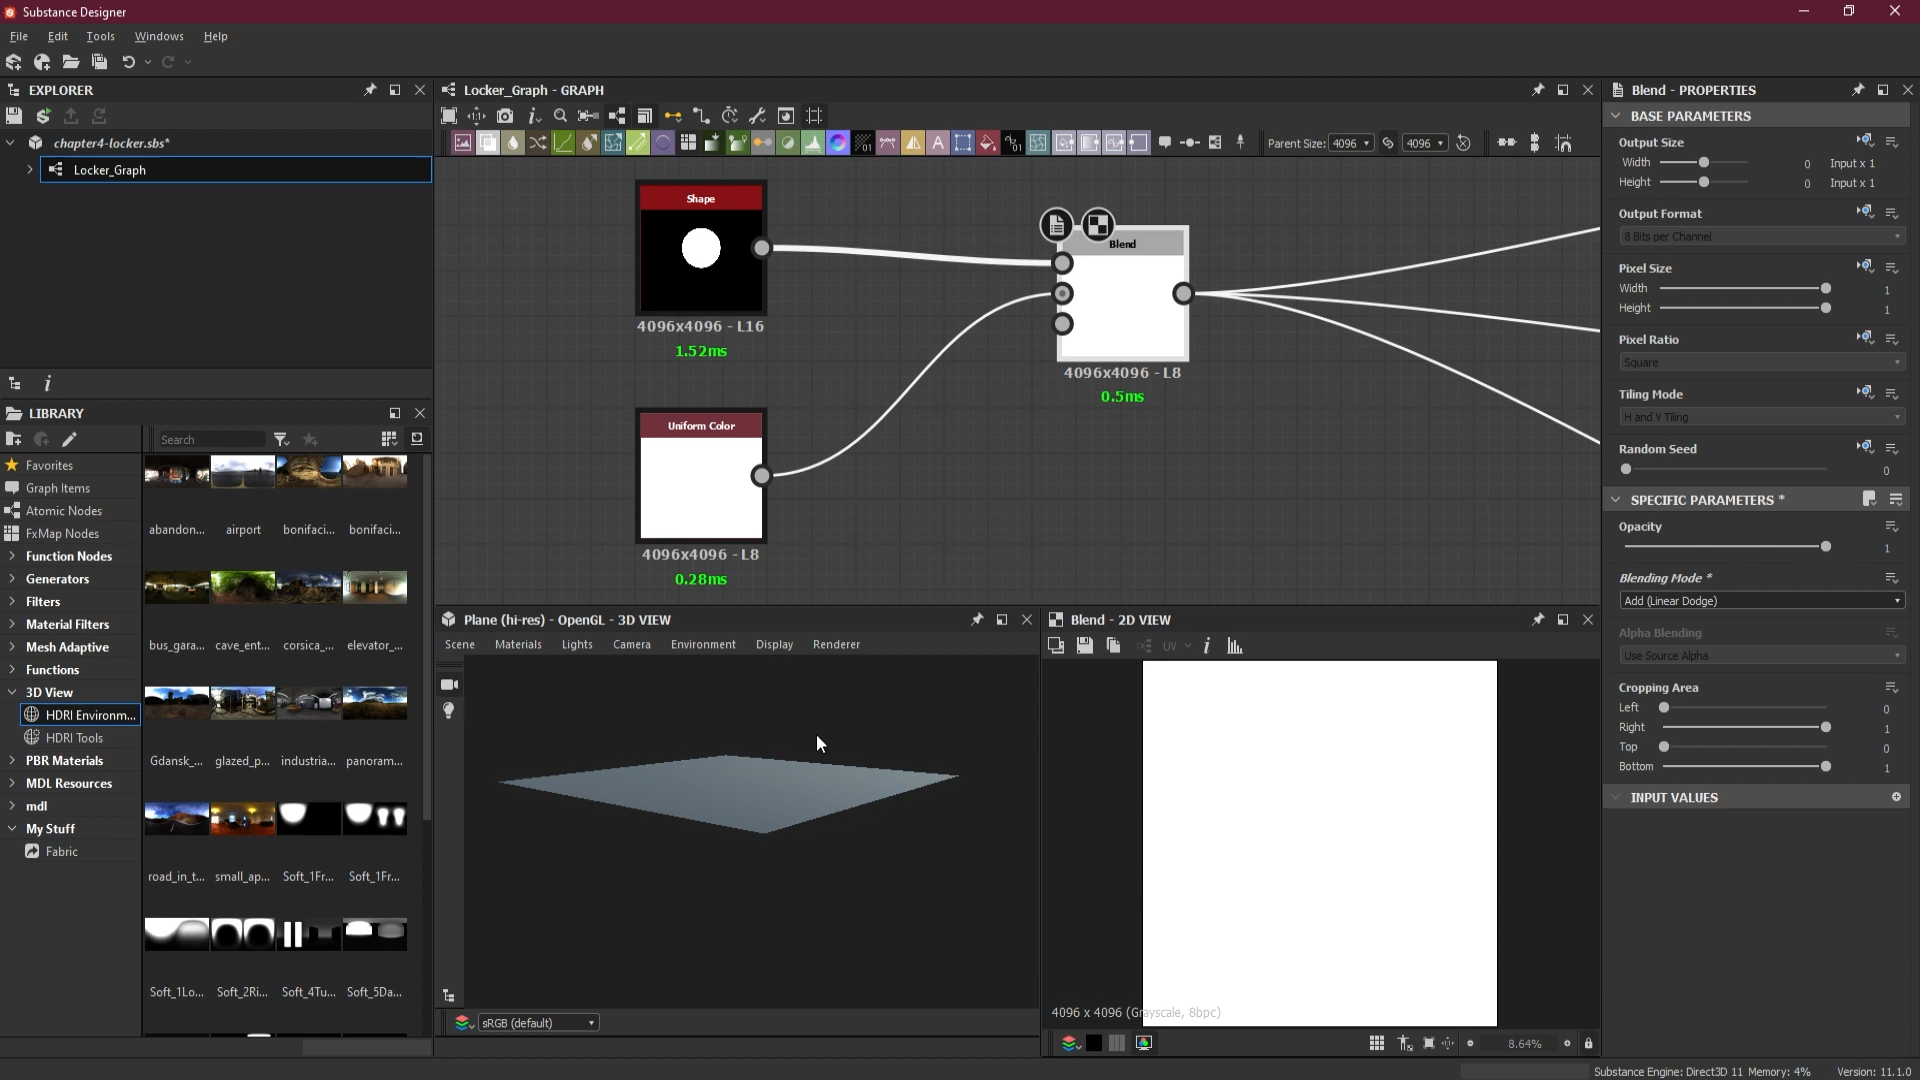 Substance Designer
File Edit Tools Windows Help
EXPLORER
chapter4-locker.sbs*
Locker_Graph
LIBRARY
Search
Favorites
Graph Items
Atomic Nodes
FxMap Nodes
Function Nodes
Generators
Filters
Material Filters
Mesh Adaptive
Functions
3D View
HDRI Environm...
HDRI Tools
PBR Materials
MDL Resources
mdl
My Stuff
Fabric
abandon... airport bonifaci... bonifaci...
bus_gara... cave_ent... corsica_... elevator_...
Gdansk_... glazed_p... industria... panoram...
road_in_t... small_ap... Soft_1Fr... Soft_1Fr...
Soft_1Lo... Soft_2Ri... Soft_4Tu... Soft_5Da...
Locker_Graph - GRAPH
Parent Size: 4096 4096
Shape
4096x4096 - L16
1.52ms
Uniform Color
4096x4096 - L8
0.28ms
Blend
4096x4096 - L8
0.5ms
Plane (hi-res) - OpenGL - 3D VIEW
Scene Materials Lights Camera Environment Display Renderer
sRGB (default)
Blend - 2D VIEW
UV
4096 x 4096 (Grayscale, 8bpc)
8.64%
Blend - PROPERTIES
BASE PARAMETERS
Output Size
Width 0 Input x 1
Height 0 Input x 1
Output Format
8 Bits per Channel
Pixel Size
Width 1
Height 1
Pixel Ratio
Square
Tiling Mode
H and V Tiling
Random Seed
0
SPECIFIC PARAMETERS *
Opacity
1
Blending Mode *
Add (Linear Dodge)
Alpha Blending
Use Source Alpha
Cropping Area
Left 0
Right 1
Top 0
Bottom 1
INPUT VALUES
Substance Engine: Direct3D 11 Memory: 4% Version: 11.1.0